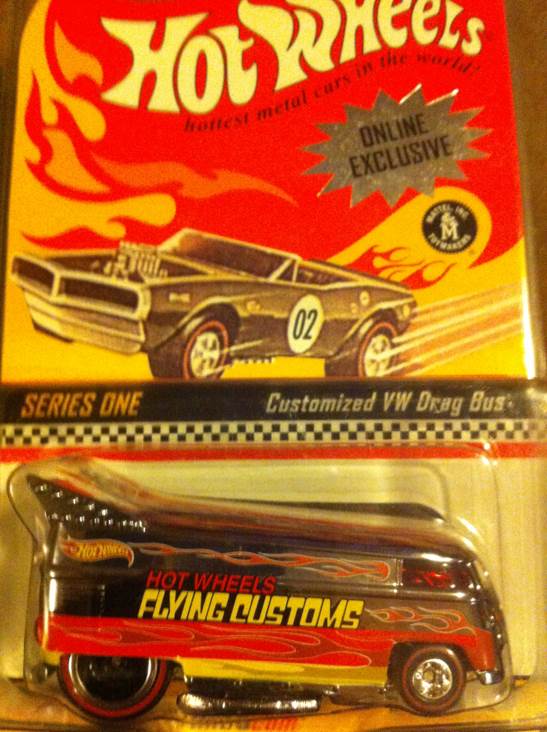 Hot Wheels
hottest metal cars in the world!
ONLINE
EXCLUSIVE
MATTEL, INC.
M
TOYMAKERS
02
SERIES ONE
Customized VW Drag Bus
Hot Wheels
HOT WHEELS
FLYING CUSTOMS
.com